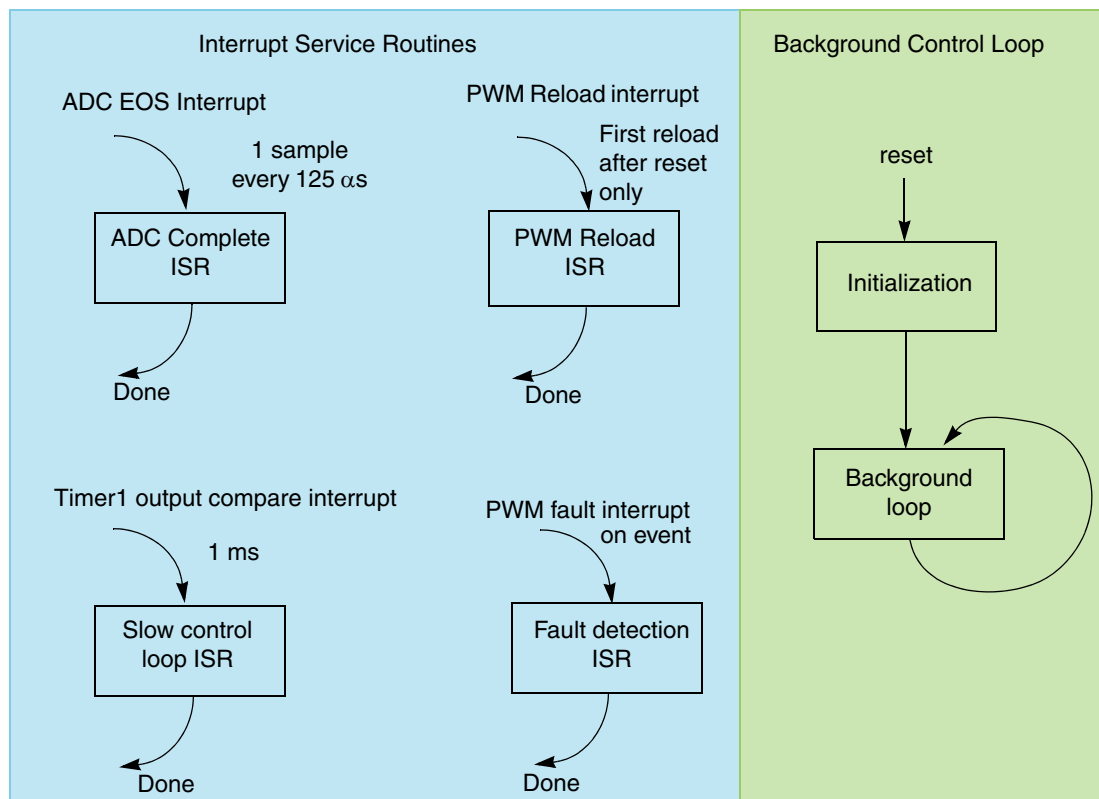 Interrupt Service Routines
ADC EOS Interrupt
1 sample
every 125 αs
ADC Complete
ISR
Done
PWM Reload interrupt
First reload
after reset
only
PWM Reload
ISR
Done
Timer1 output compare interrupt
1 ms
Slow control
loop ISR
Done
PWM fault interrupt
on event
Fault detection
ISR
Done
Background Control Loop
reset
Initialization
Background
loop